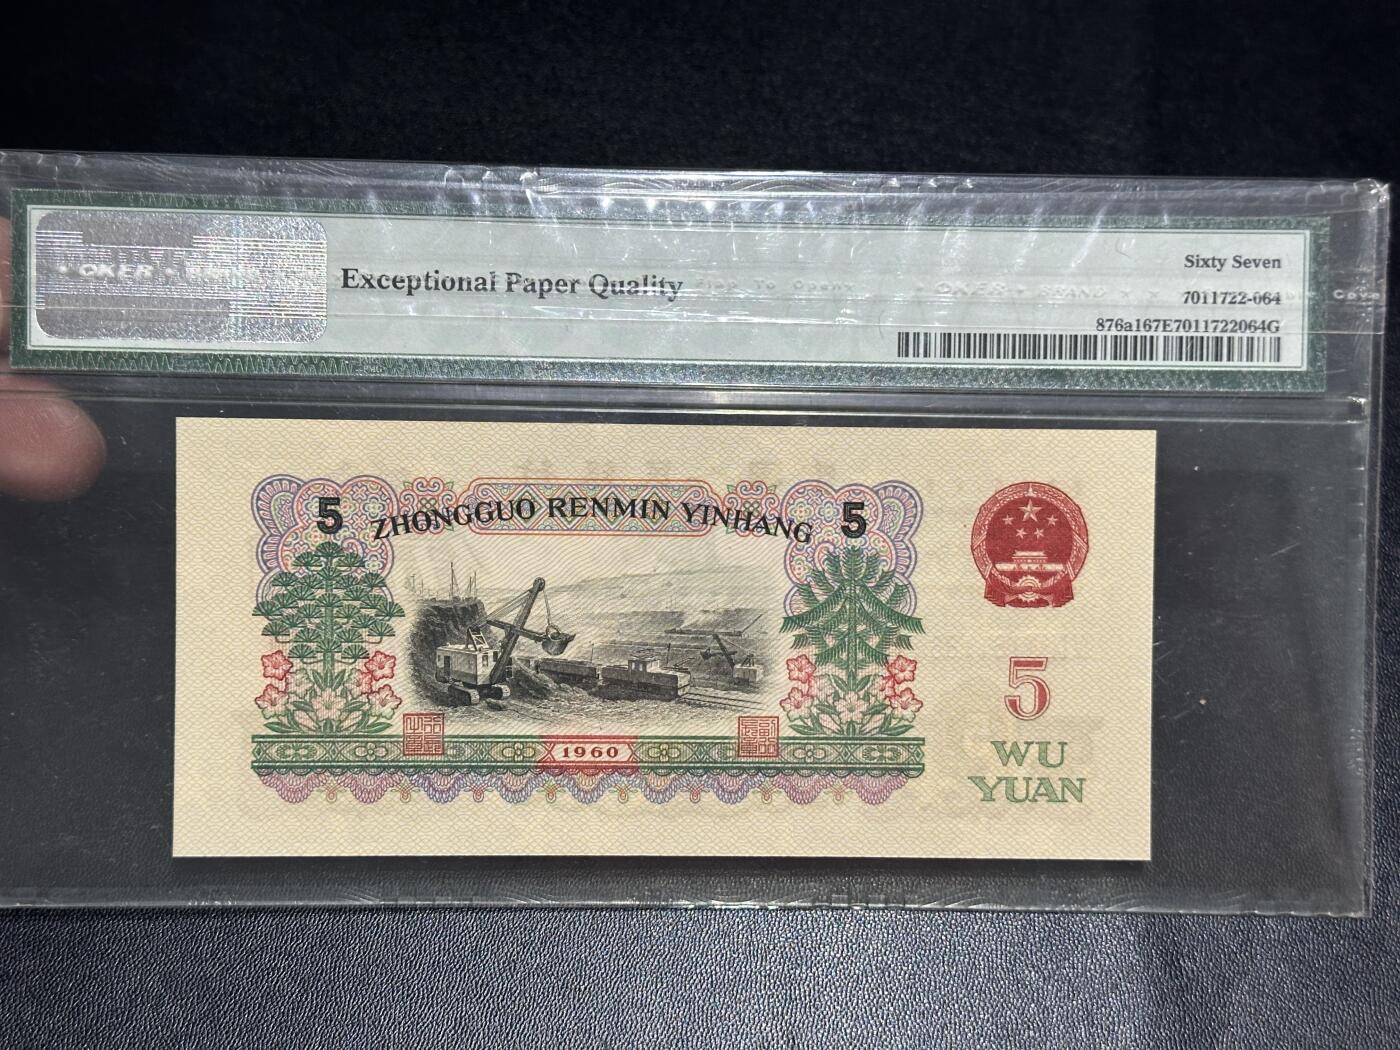 Exceptional Paper Quality
Sixty Seven
7011722-064
876a167E7011722064G
5 ZHONGGUO RENMIN YINHANG 5
1960
5
WU
YUAN